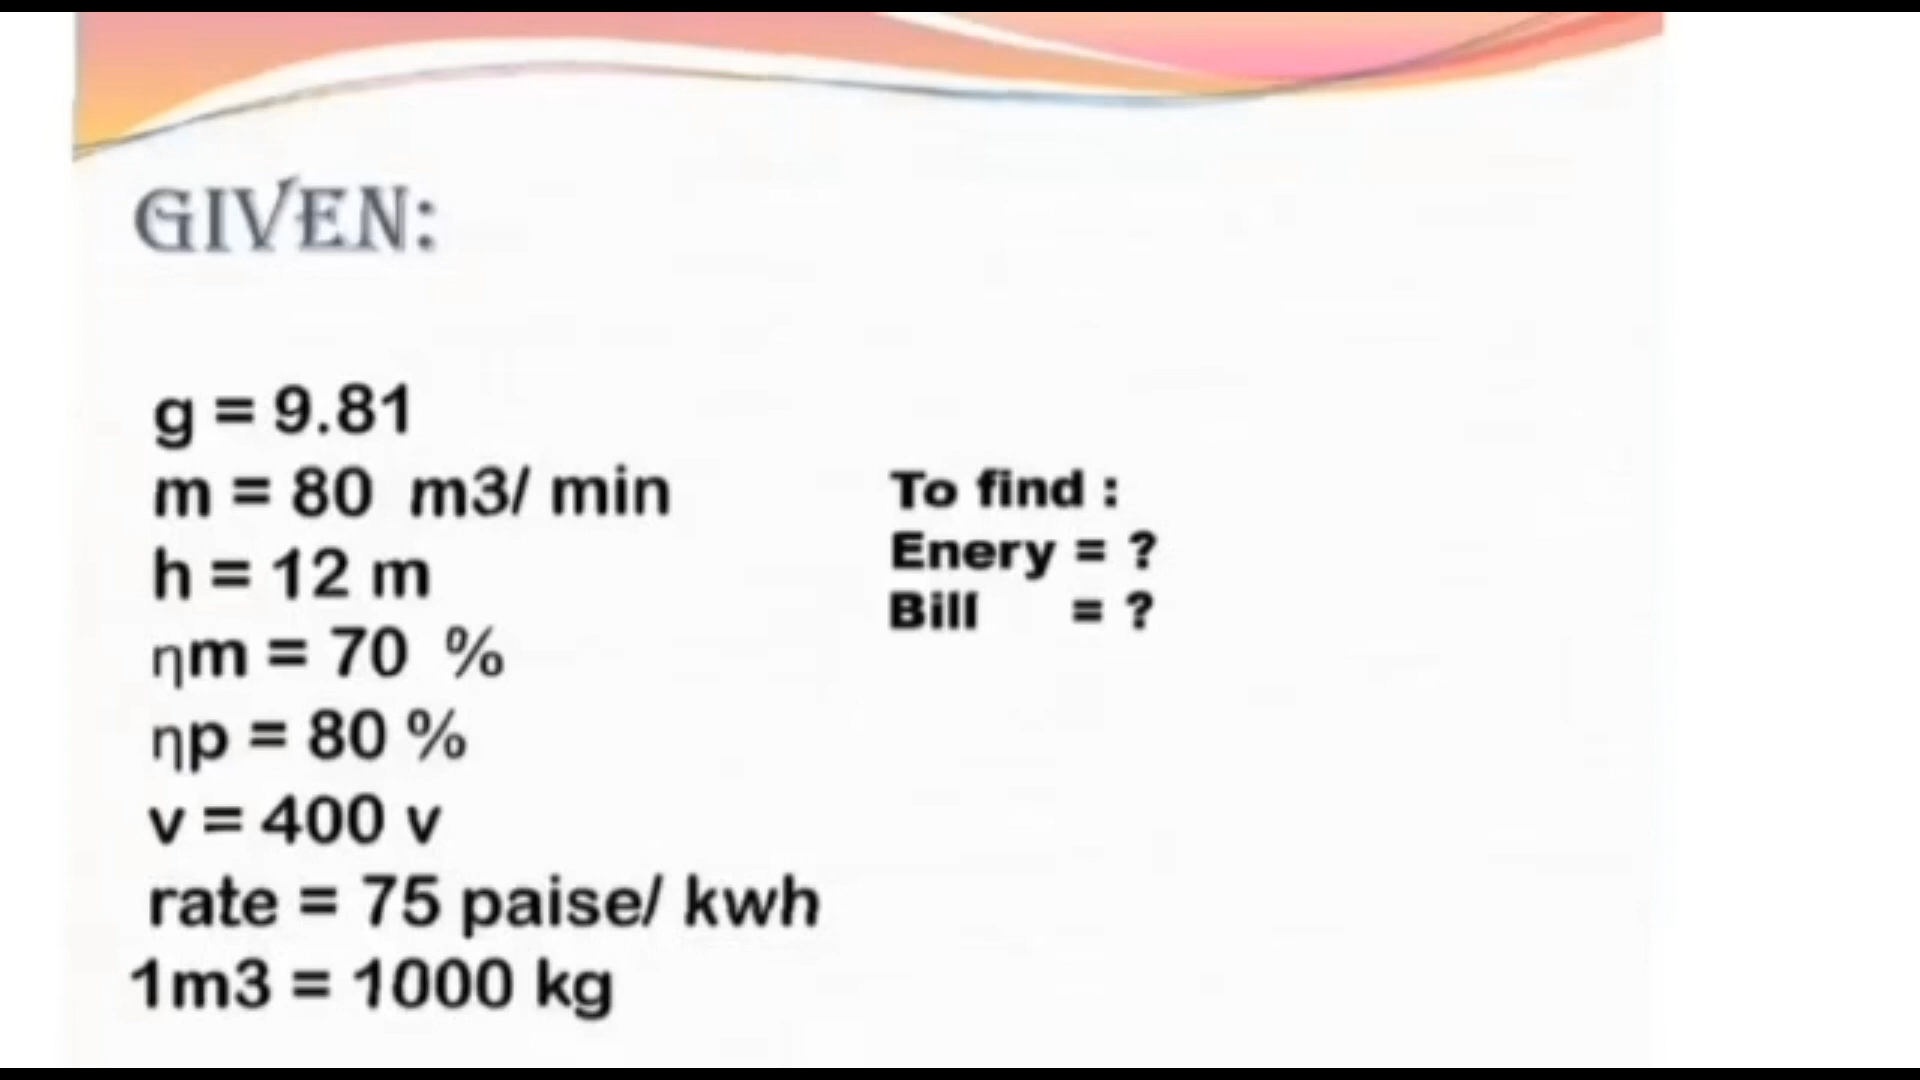 GIVEN:
g = 9.81
m = 80 m3/ min
h = 12 m
ηm = 70 %
ηp = 80 %
v = 400 v
rate = 75 paise/ kwh
1m3 = 1000 kg
To find :
Enery = ?
Bill = ?